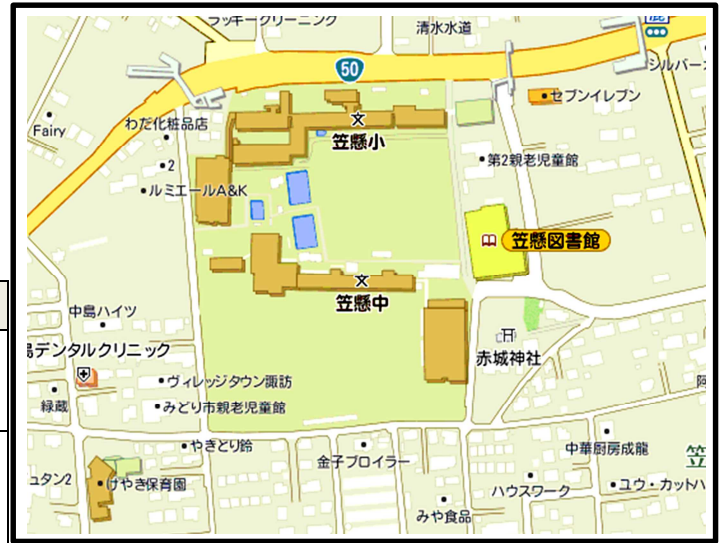 ラッキークリーニング
清水水道
50
シルバー
セブンイレブン
Fairy
わだ化粧品店
笠懸小
2
第2親老児童館
ルミエールA&K
笠懸図書館
笠懸中
中島ハイツ
島デンタルクリニック
赤城神社
ヴィレッジタウン諏訪
緑蔵
みどり市親老児童館
やきとり鈴
金子ブロイラー
中華厨房成龍
笠
ユタン2
けやき保育園
ハウスワーク
ユウ・カットハ
みや食品